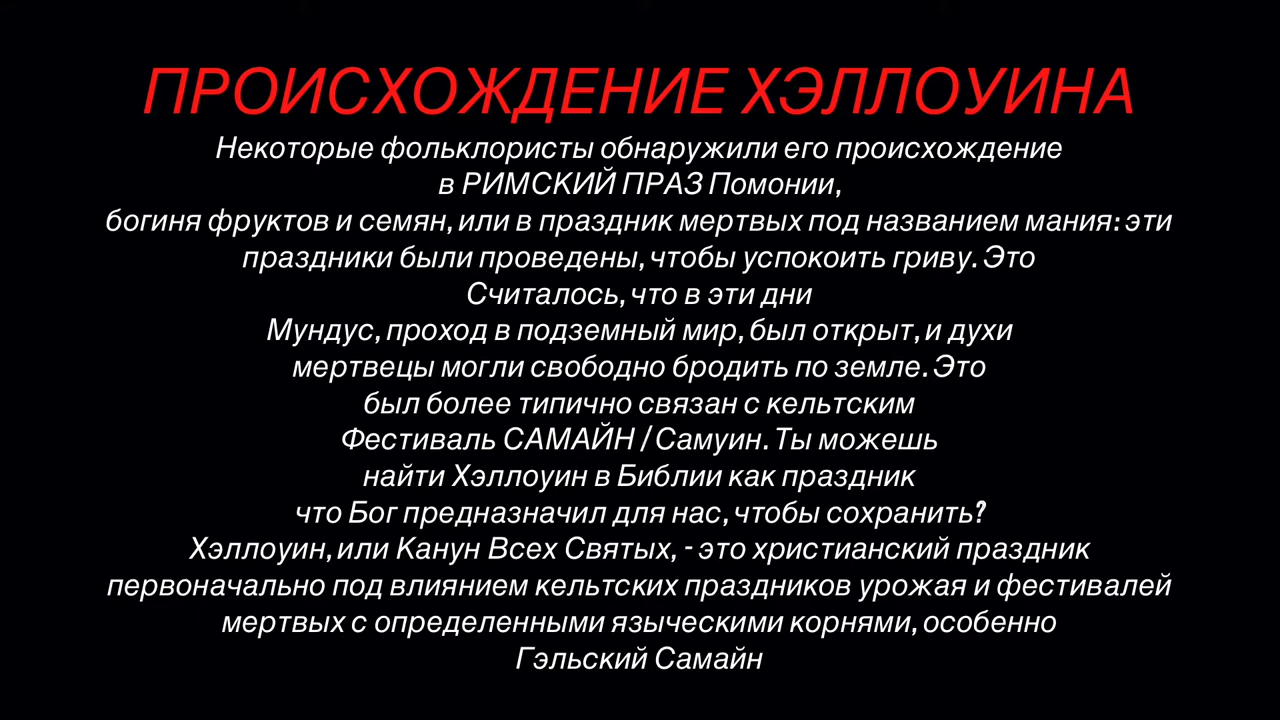 ПРОИСХОЖДЕНИЕ ХЭЛЛОУИНА
Некоторые фольклористы обнаружили его происхождение
в РИМСКИЙ ПРАЗ Помонии,
богиня фруктов и семян, или в праздник мертвых под названием мания: эти
праздники были проведены, чтобы успокоить гриву. Это
Считалось, что в эти дни
Мундус, проход в подземный мир, был открыт, и духи
мертвецы могли свободно бродить по земле. Это
был более типично связан с кельтским
Фестиваль САМАЙН / Самуин. Ты можешь
найти Хэллоуин в Библии как праздник
что Бог предназначил для нас, чтобы сохранить?
Хэллоуин, или Канун Всех Святых, - это христианский праздник
первоначально под влиянием кельтских праздников урожая и фестивалей
мертвых с определенными языческими корнями, особенно
Гэльский Самайн